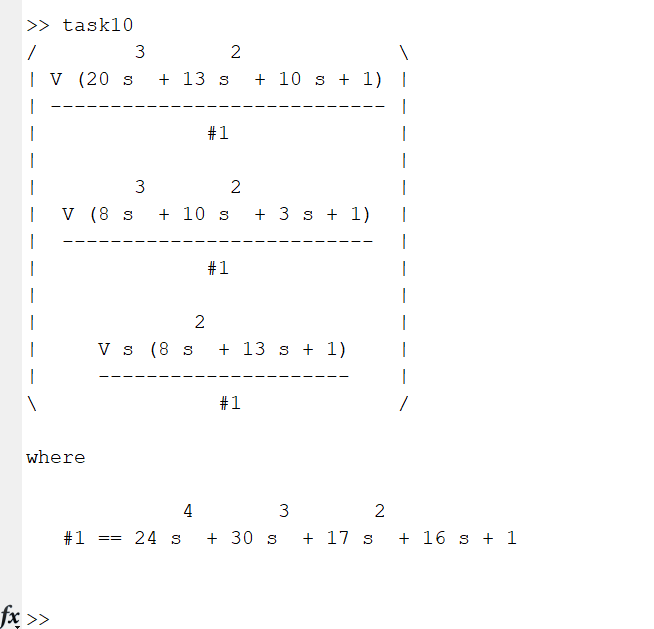 >> task10
/         3       2             \
| V (20 s  + 13 s  + 10 s + 1) |
| ---------------------------- |
|              #1              |
|                              |
|         3       2            |
|  V (8 s  + 10 s  + 3 s + 1)  |
|  --------------------------  |
|              #1              |
|                              |
|              2               |
|     V s (8 s  + 13 s + 1)    |
|     ---------------------    |
\               #1             /
where
             4       3       2
   #1 == 24 s  + 30 s  + 17 s  + 16 s + 1
fx >>